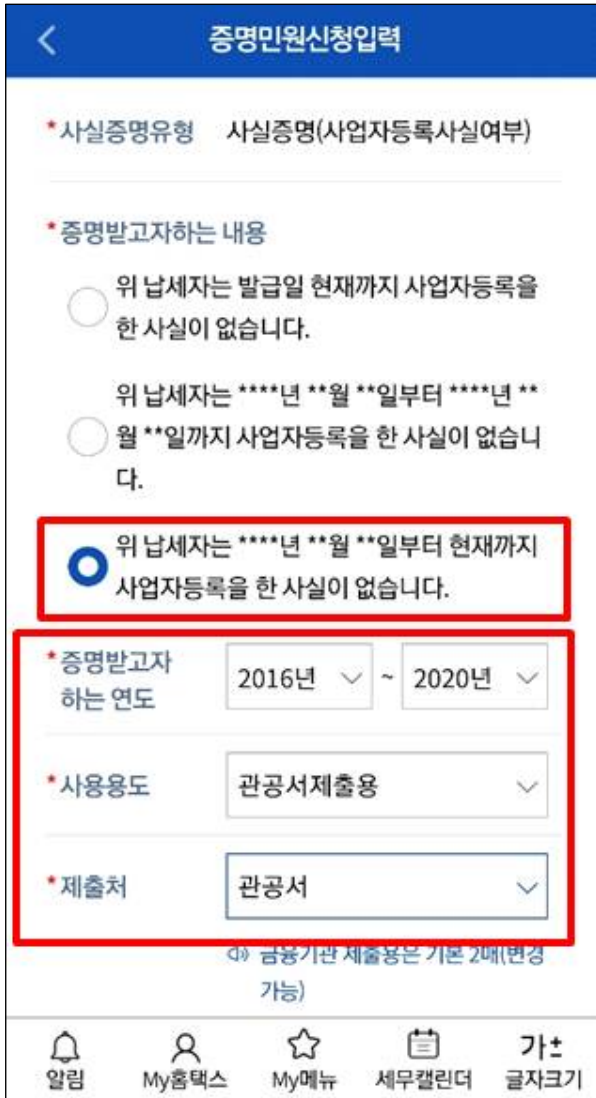 증명민원신청입력
*사실증명유형 사실증명(사업자등록사실여부)
*증명받고자하는 내용
위 납세자는 발급일 현재까지 사업자등록을
한 사실이 없습니다.
위 납세자는 ****년 **월 **일부터 ****년 **
월 **일까지 사업자등록을 한 사실이 없습니
다.
위 납세자는 ****년 **월 **일부터 현재까지
사업자등록을 한 사실이 없습니다.
*증명받고자
하는 연도 2016년 ~ 2020년
*사용용도 관공서제출용
*제출처 관공서
금융기관 제출용은 기본 2매(변경
가능)
알림 My홈택스 My메뉴 세무캘린더 가± 글자크기